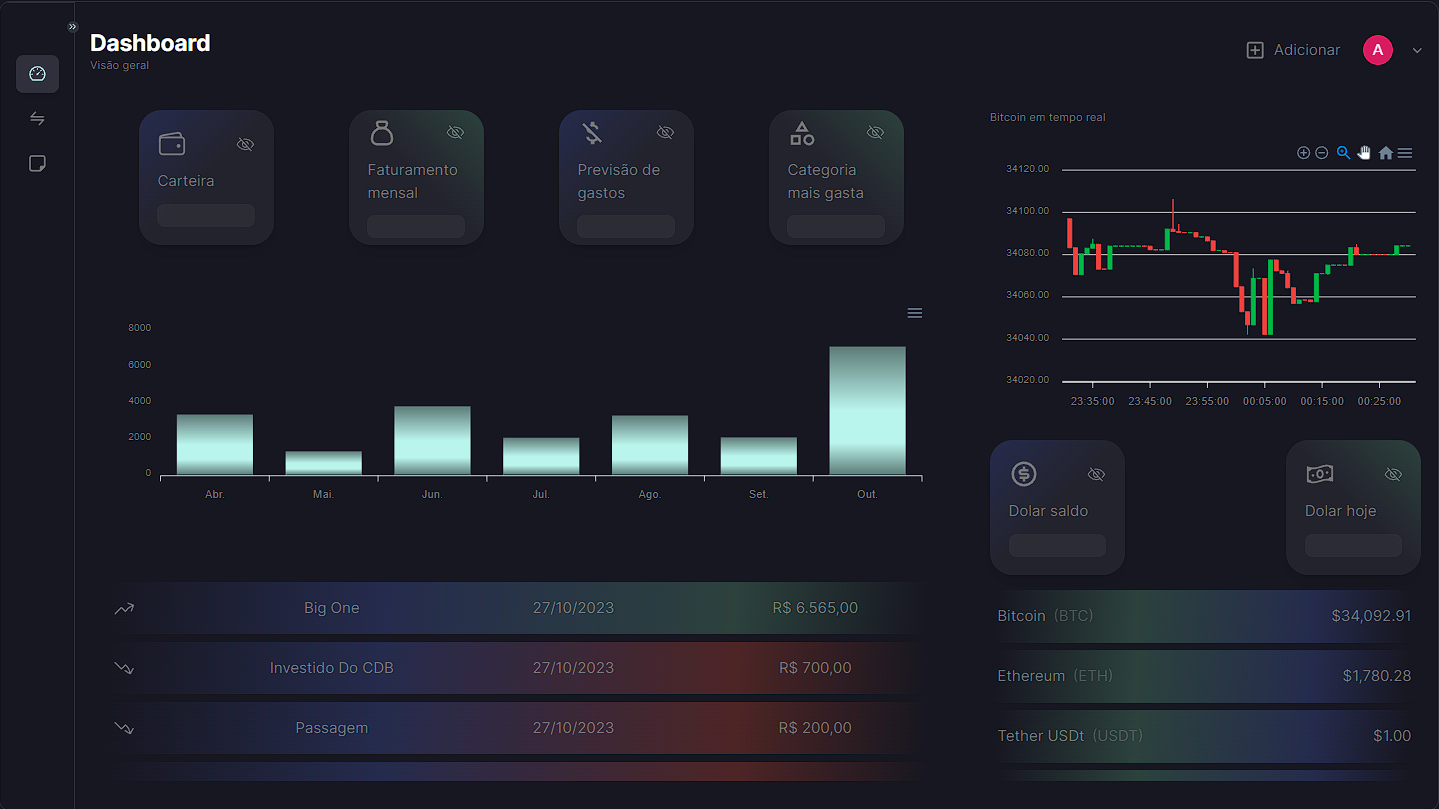 »
Dashboard
Visão geral
Adicionar
A
Carteira
Faturamento
mensal
Previsão de
gastos
Categoria
mais gasta
8000
6000
4000
2000
0
Abr.
Mai.
Jun.
Jul.
Ago.
Set.
Out.
Big One
27/10/2023
R$ 6.565,00
Investido Do CDB
27/10/2023
R$ 700,00
Passagem
27/10/2023
R$ 200,00
Bitcoin em tempo real
34120.00
34100.00
34080.00
34060.00
34040.00
34020.00
23:35:00
23:45:00
23:55:00
00:05:00
00:15:00
00:25:00
Dolar saldo
Dolar hoje
Bitcoin (BTC)
$34,092.91
Ethereum (ETH)
$1,780.28
Tether USDt (USDT)
$1.00